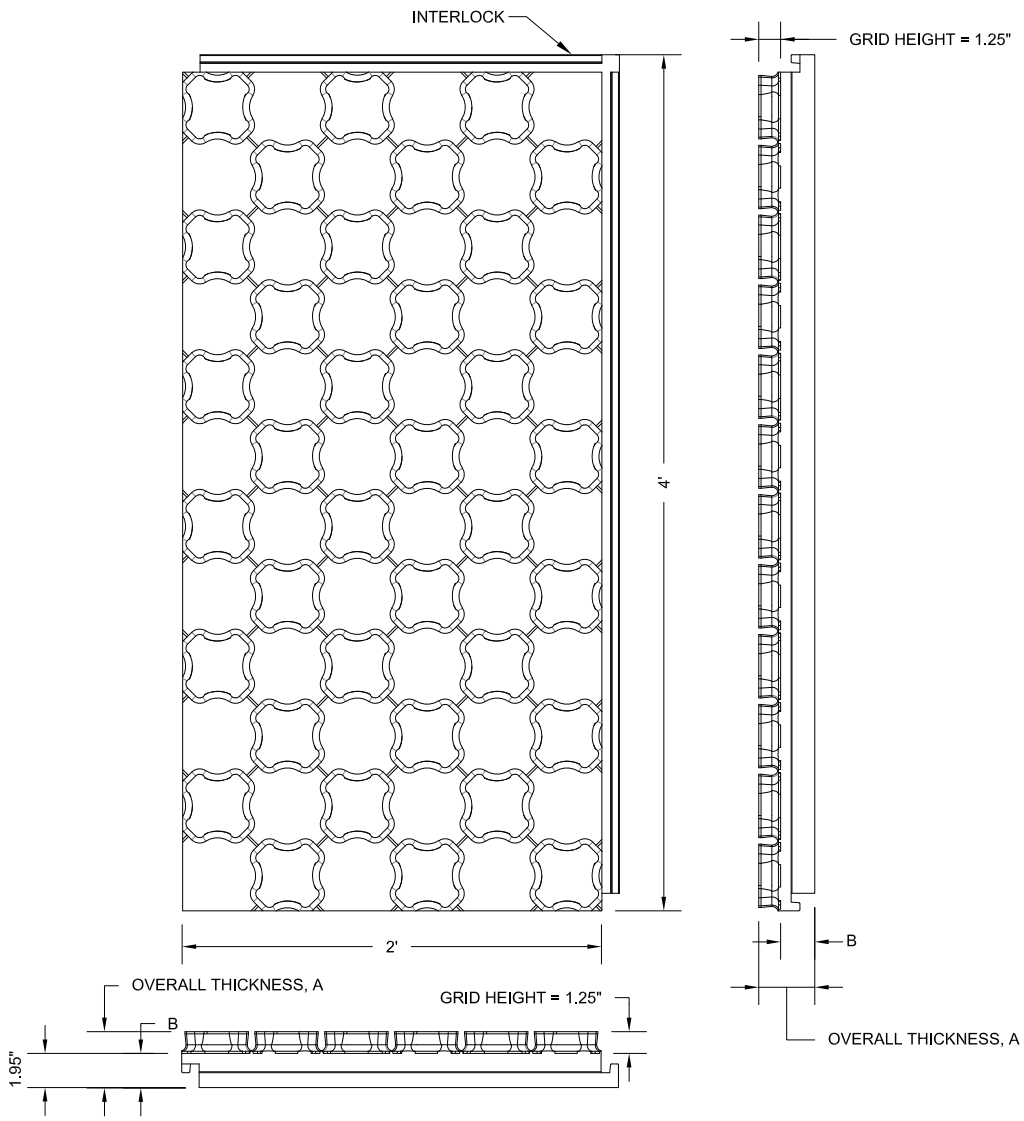 INTERLOCK
GRID HEIGHT = 1.25"
4'
2'
B
OVERALL THICKNESS, A
OVERALL THICKNESS, A
GRID HEIGHT = 1.25"
B
1.95"